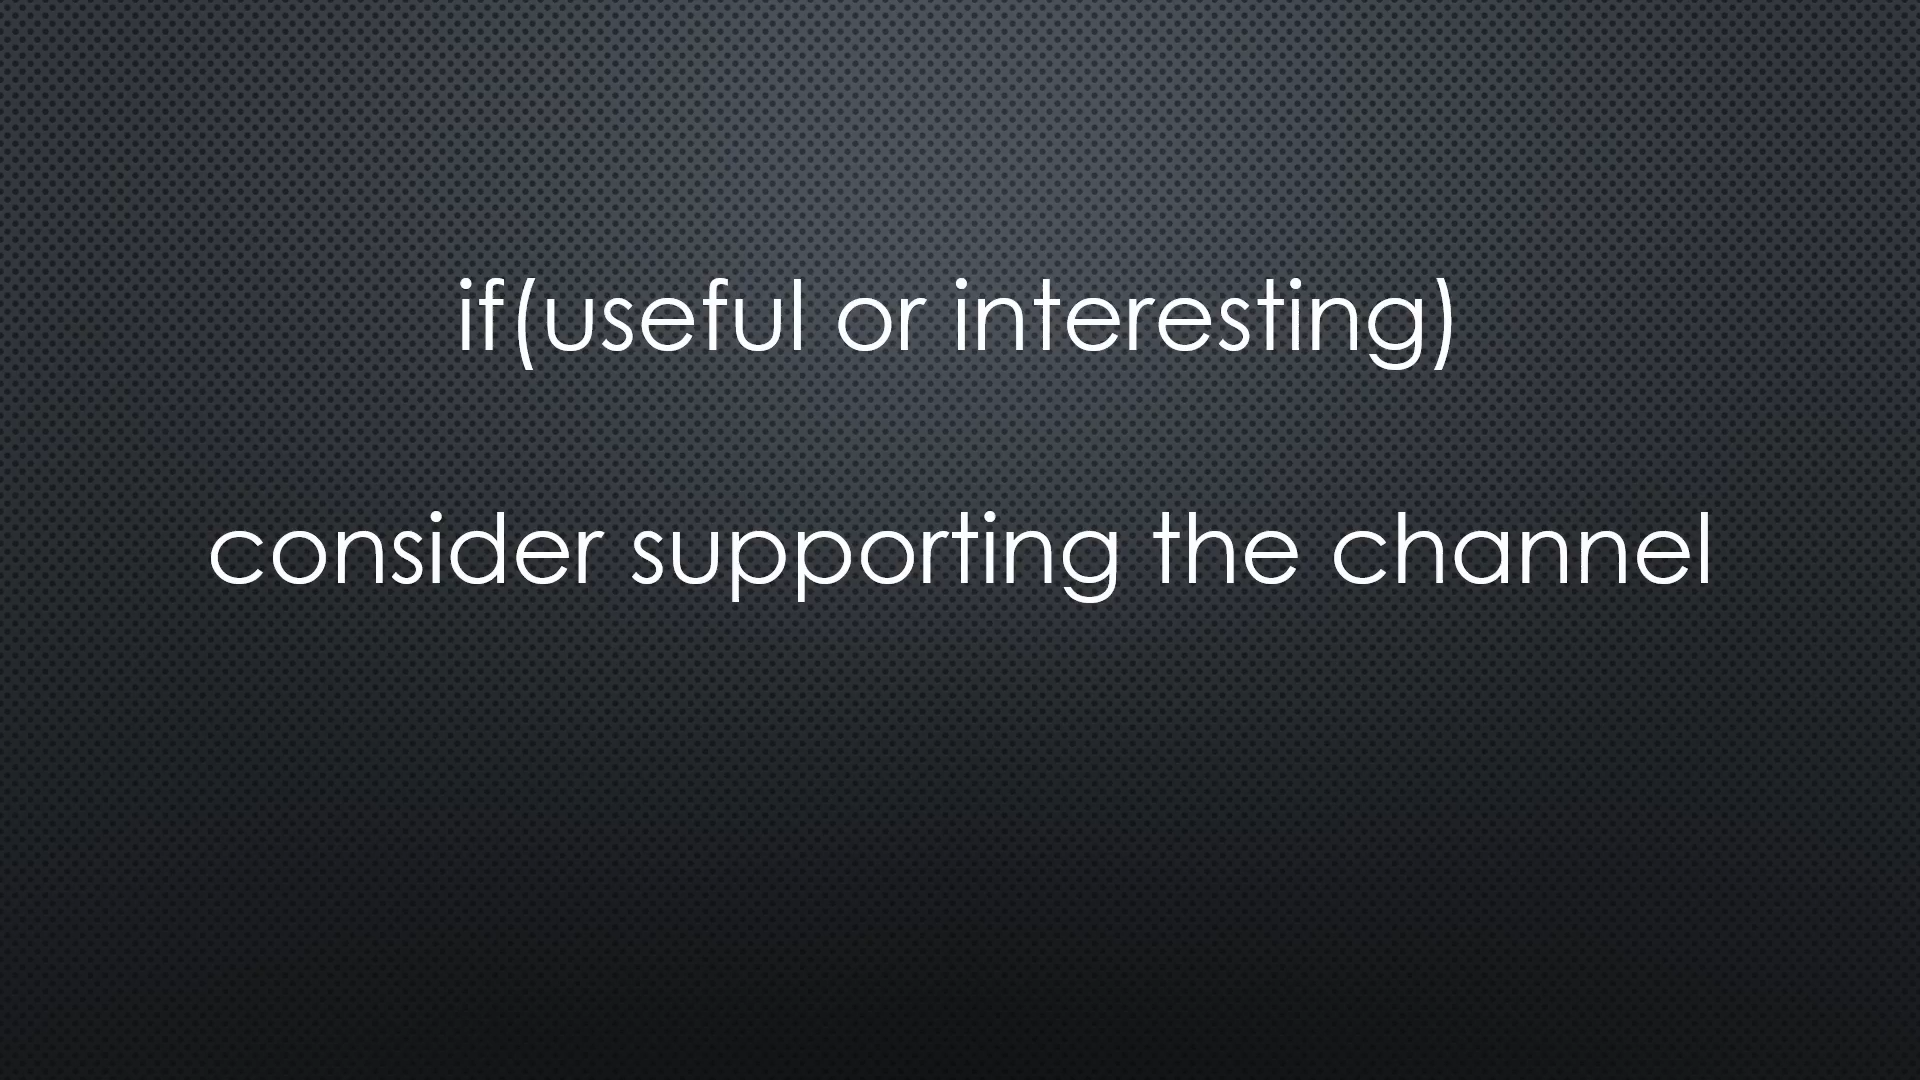 if(useful or interesting)
consider supporting the channel